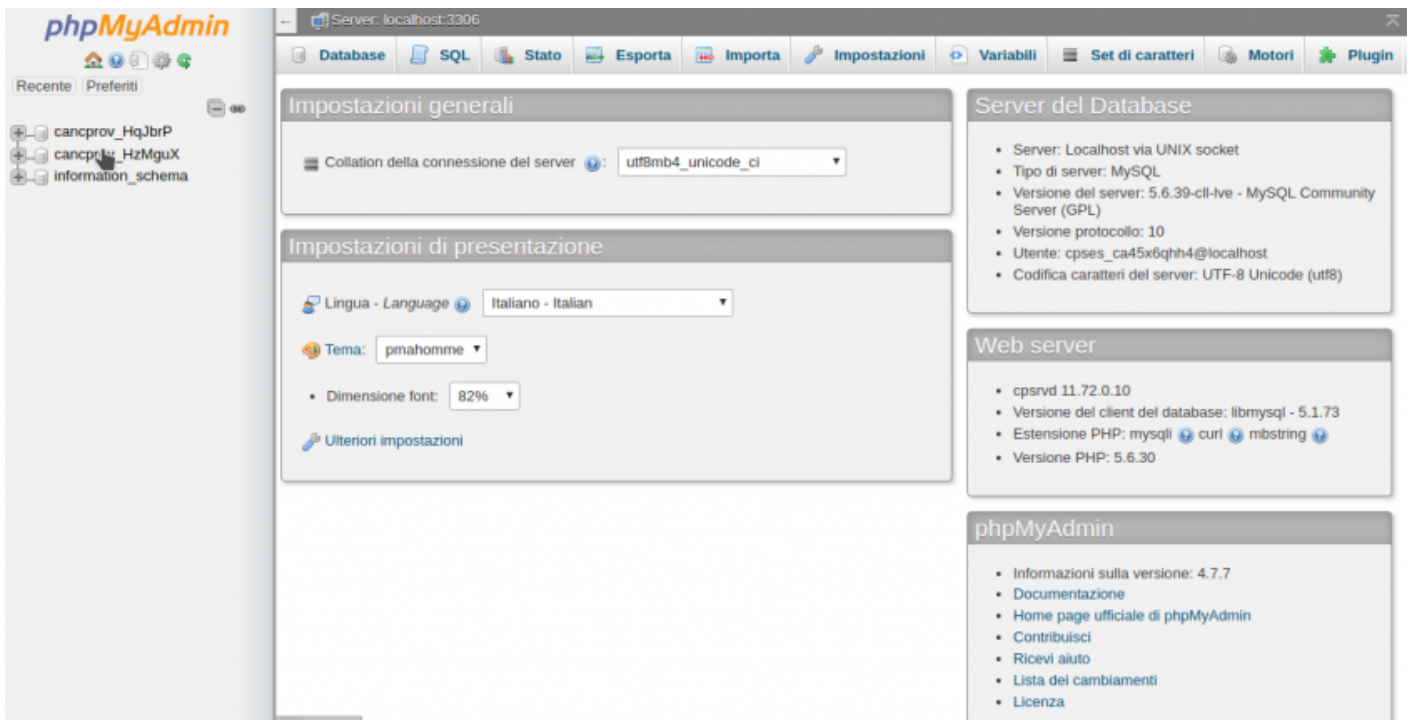 phpMyAdmin
Recente Preferiti
cancprov_HqJbrP
cancprov_HzMguX
information_schema
Server: localhost:3306
Database SQL Stato Esporta Importa Impostazioni Variabili Set di caratteri Motori Plugin
Impostazioni generali
Collation della connessione del server : utf8mb4_unicode_ci
Impostazioni di presentazione
Lingua - Language Italiano - Italian
Tema: pmahomme
Dimensione font: 82%
Ulteriori impostazioni
Server del Database
Server: Localhost via UNIX socket
Tipo di server: MySQL
Versione del server: 5.6.39-cll-lve - MySQL Community
Server (GPL)
Versione protocollo: 10
Utente: cpses_ca45x6qhh4@localhost
Codifica caratteri del server: UTF-8 Unicode (utf8)
Web server
cpsrvd 11.72.0.10
Versione del client del database: libmysql - 5.1.73
Estensione PHP: mysqli curl mbstring
Versione PHP: 5.6.30
phpMyAdmin
Informazioni sulla versione: 4.7.7
Documentazione
Home page ufficiale di phpMyAdmin
Contribuisci
Ricevi aiuto
Lista dei cambiamenti
Licenza